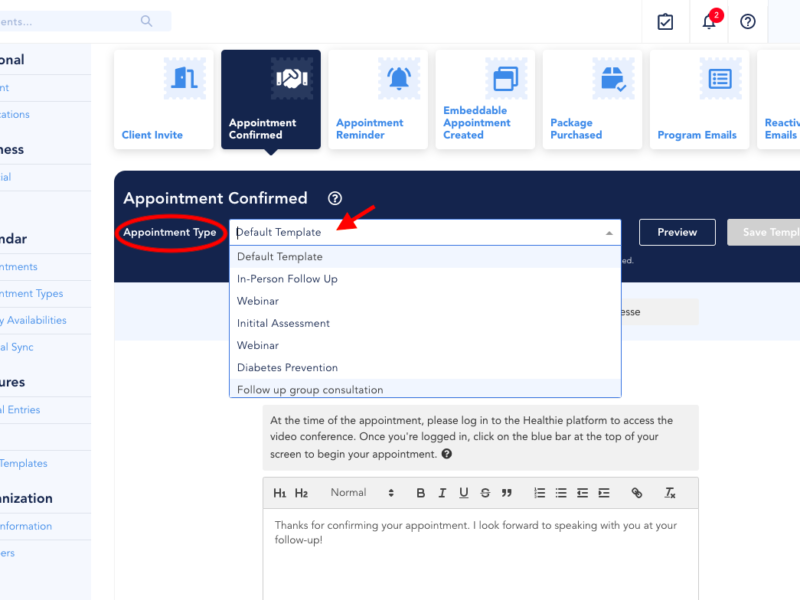 ents...
2
onal
nt
cations
ness
ial
ndar
ntments
ntment Types
y Availabilities
al Sync
ures
al Entries
Templates
nization
nformation
ers
Client Invite
Appointment
Confirmed
Appointment
Reminder
Embeddable
Appointment
Created
Package
Purchased
Program Emails
Reactiv
Emails
Appointment Confirmed ?
Appointment Type
Default Template
Preview
Save Templ
ed.
Default Template
In-Person Follow Up
Webinar
Initital Assessment
Webinar
Diabetes Prevention
Follow up group consultation
esse
At the time of the appointment, please log in to the Healthie platform to access the
video conference. Once you're logged in, click on the blue bar at the top of your
screen to begin your appointment. ?
H1 H2 Normal B I U S ” Tx
Thanks for confirming your appointment. I look forward to speaking with you at your
follow-up!